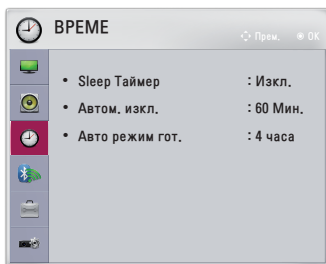 ВРЕМЕ
Прем. OK
• Sleep Таймер : Изкл.
• Автом. изкл. : 60 Мин.
• Авто режим гот. : 4 часа